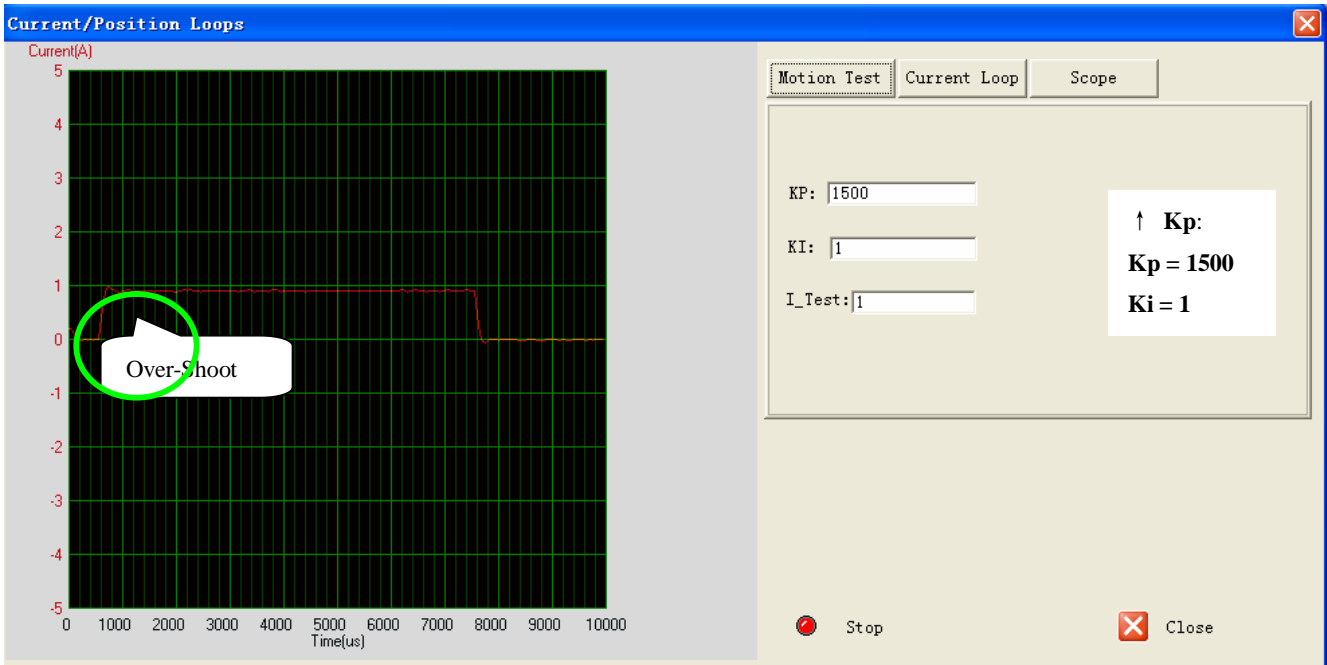 Current/Position Loops
Current(A)
5
4
3
2
1
0
-1
-2
-3
-4
-5
0 1000 2000 3000 4000 5000 6000 7000 8000 9000 10000
Time(us)
Over-Shoot
Motion Test Current Loop Scope
KP: 1500
KI: 1
I_Test: 1
↑ Kp:
Kp = 1500
Ki = 1
Stop Close